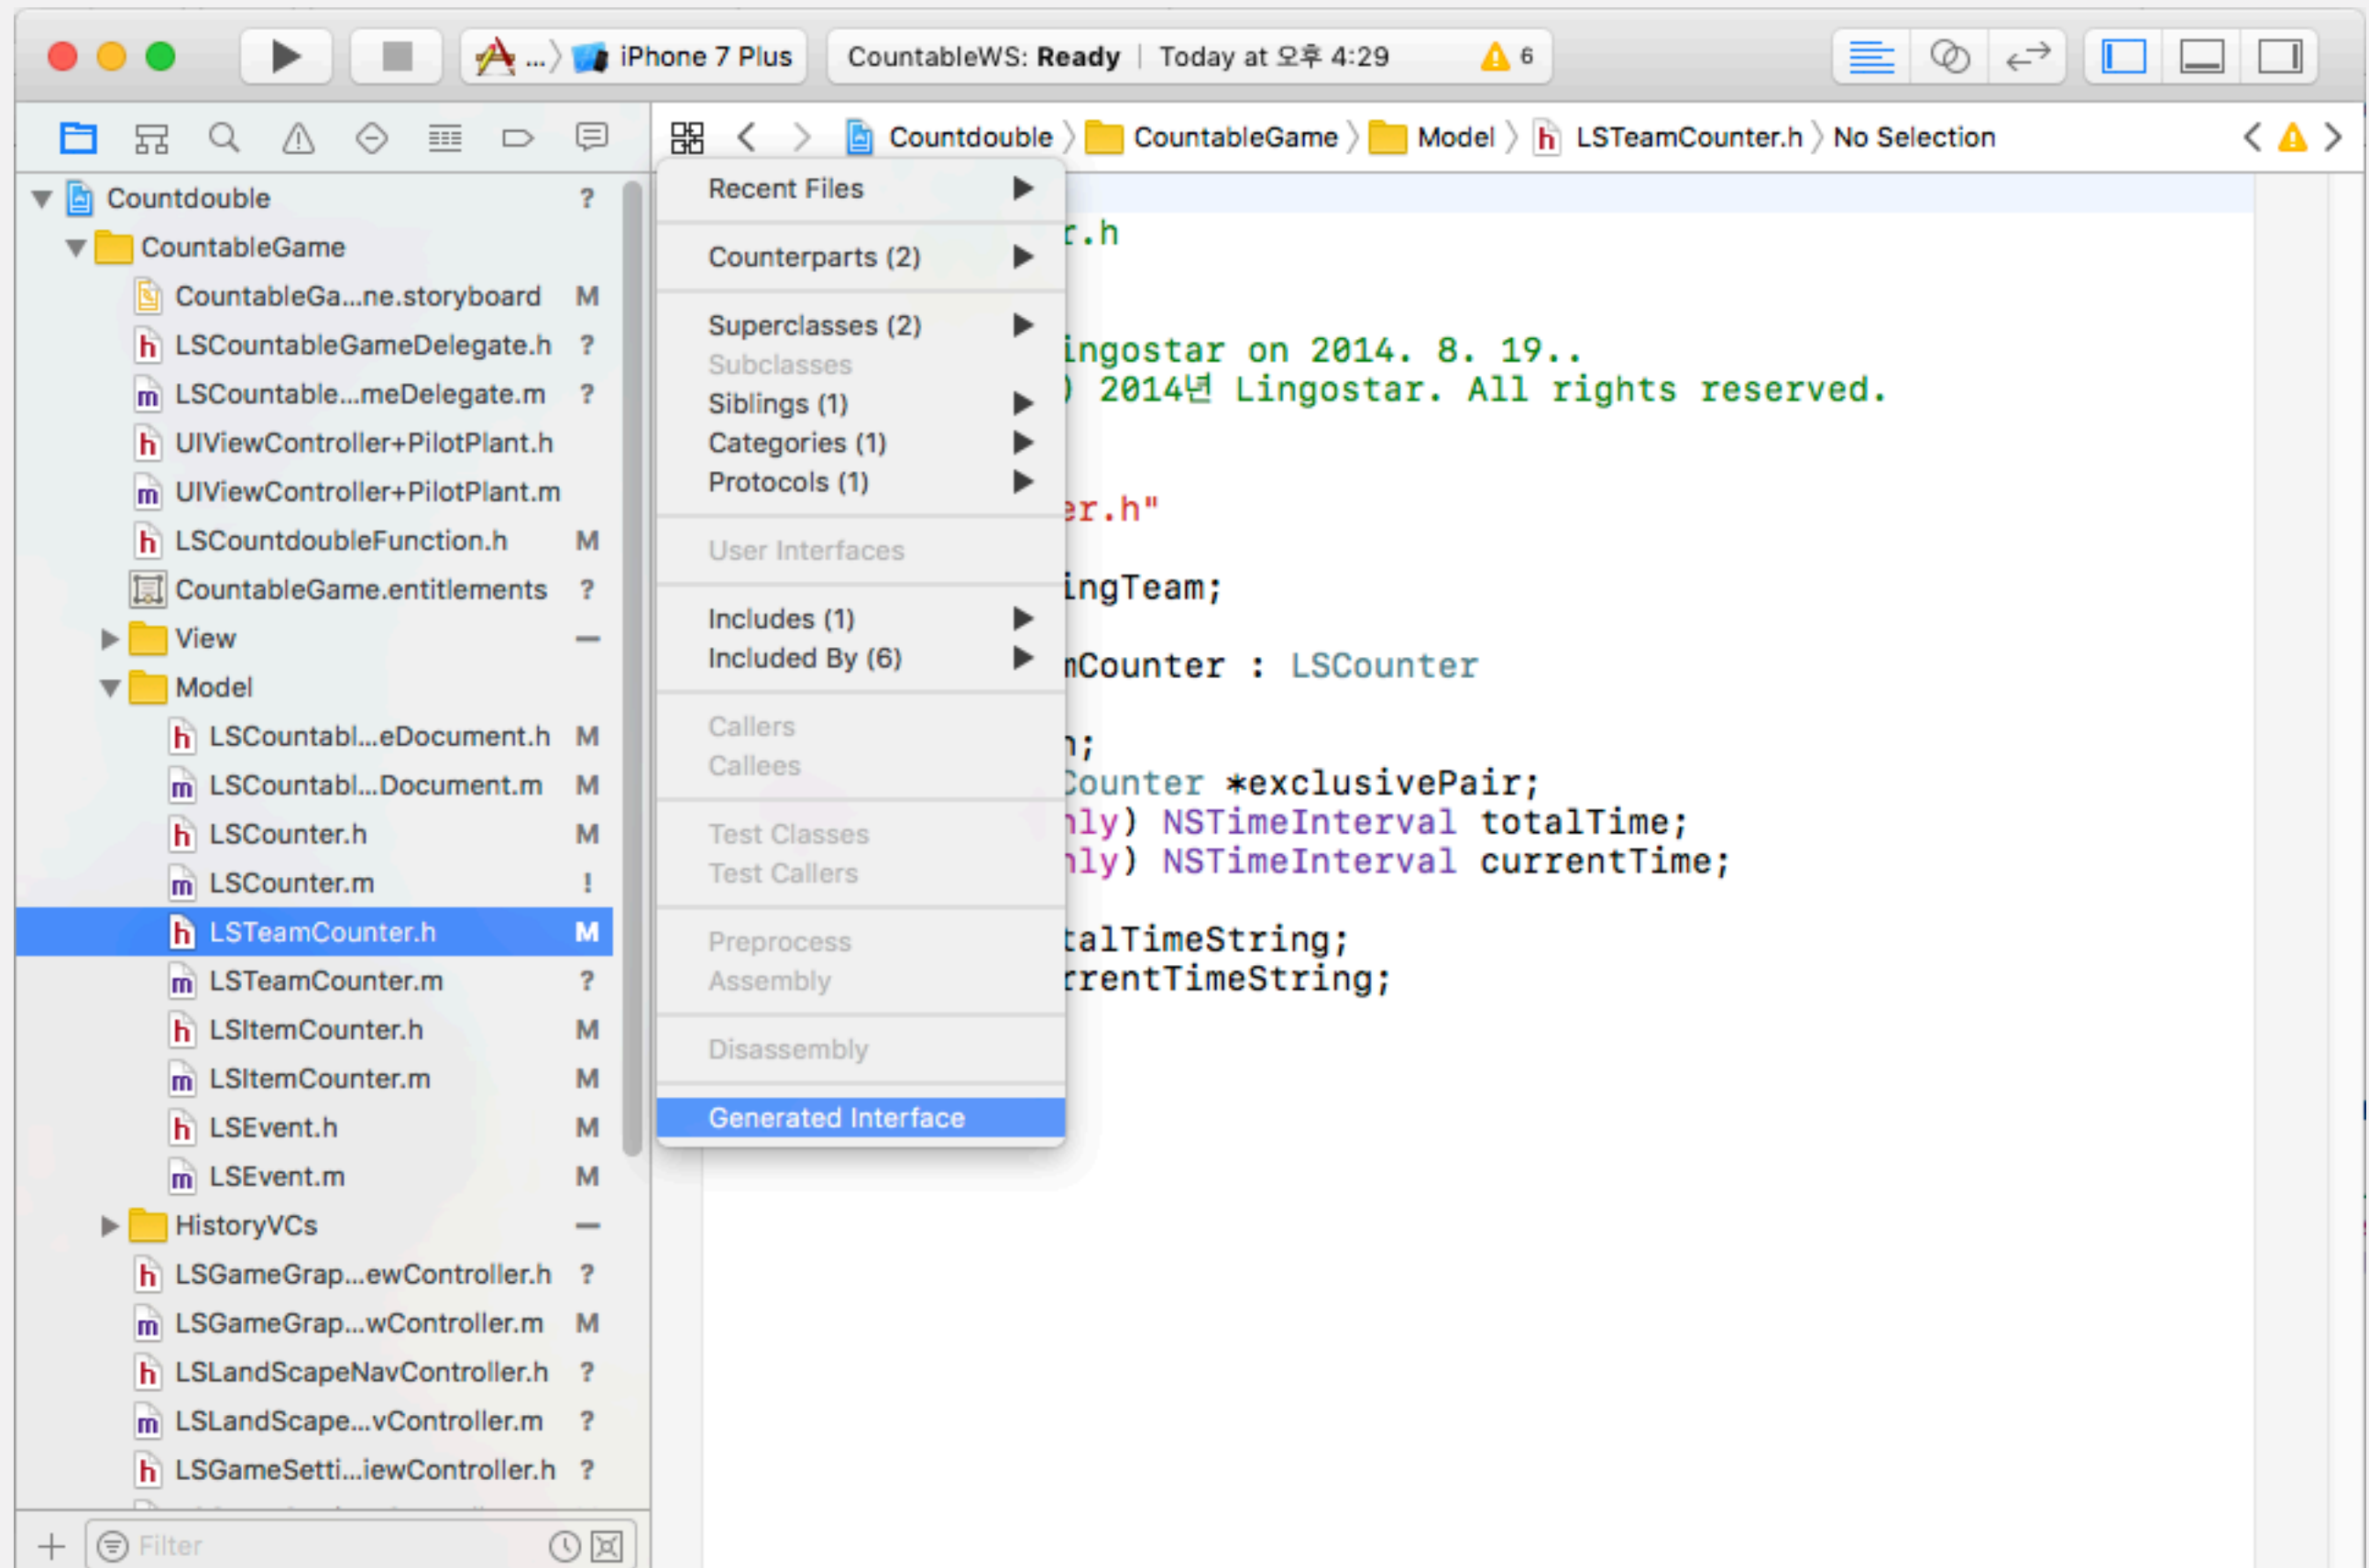 ... iPhone 7 Plus
CountableWS: Ready | Today at 오후 4:29 6
Countdouble CountableGame Model h LSTeamCounter.h No Selection
Countdouble ?
CountableGame
CountableGa...ne.storyboard M
h LSCountableGameDelegate.h ?
m LSCountable...meDelegate.m ?
h UIViewController+PilotPlant.h
m UIViewController+PilotPlant.m
h LSCountdoubleFunction.h M
CountableGame.entitlements ?
View —
Model
h LSCountabl...eDocument.h M
m LSCountabl...Document.m M
h LSCounter.h M
m LSCounter.m !
h LSTeamCounter.h M
m LSTeamCounter.m ?
h LSItemCounter.h M
m LSItemCounter.m M
h LSEvent.h M
m LSEvent.m M
HistoryVCs —
h LSGameGrap...ewController.h ?
m LSGameGrap...wController.m M
h LSLandScapeNavController.h ?
m LSLandScape...vController.m ?
h LSGameSetti...iewController.h ?
Filter
Recent Files
Counterparts (2)
Superclasses (2)
Subclasses
Siblings (1)
Categories (1)
Protocols (1)
User Interfaces
Includes (1)
Included By (6)
Callers
Callees
Test Classes
Test Callers
Preprocess
Assembly
Disassembly
Generated Interface
r.h
ingostar on 2014. 8. 19..
) 2014년 Lingostar. All rights reserved.
er.h"
ingTeam;
mCounter : LSCounter
n;
Counter *exclusivePair;
nly) NSTimeInterval totalTime;
nly) NSTimeInterval currentTime;
talTimeString;
rrentTimeString;